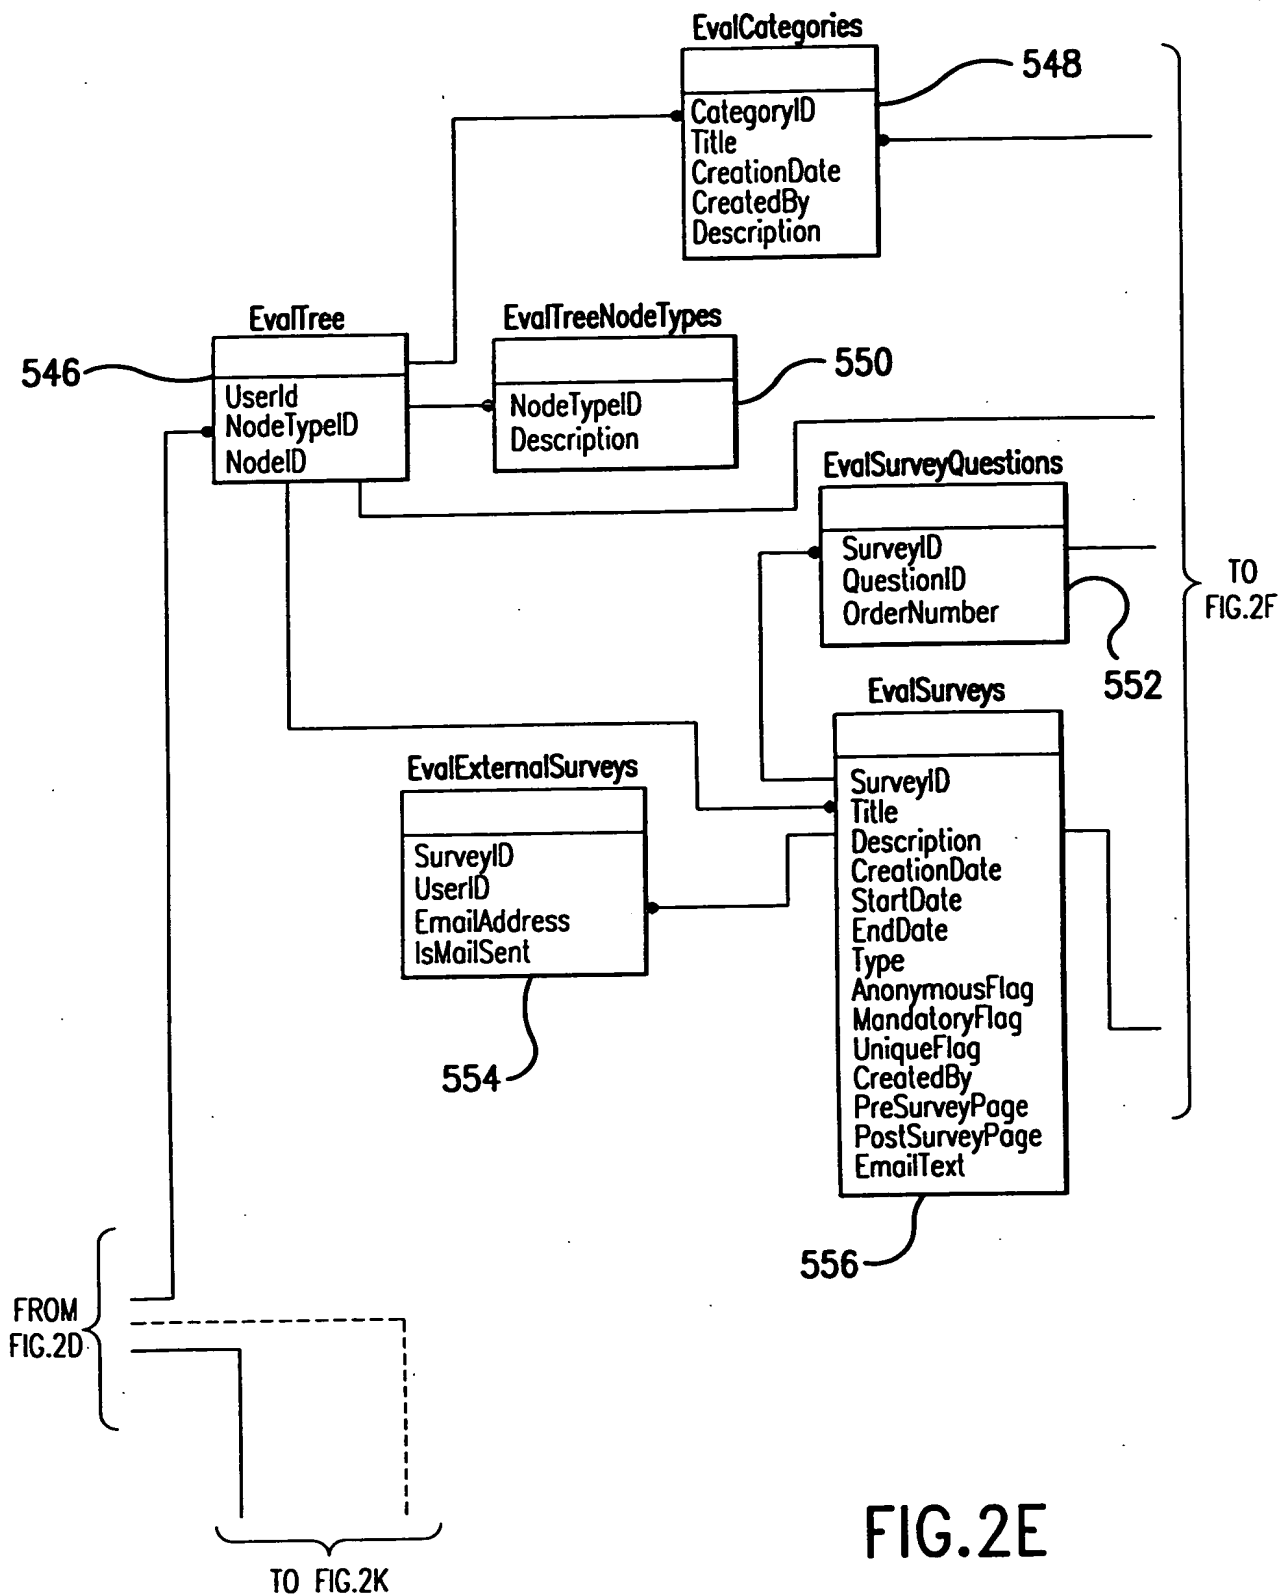 EvalCategories
548
CategoryID
Title
CreationDate
CreatedBy
Description
EvalTree
546
UserId
NodeTypeID
NodeID
EvalTreeNodeTypes
550
NodeTypeID
Description
EvalSurveyQuestions
SurveyID
QuestionID
OrderNumber
552
TO
FIG.2F
EvalSurveys
SurveyID
Title
Description
CreationDate
StartDate
EndDate
Type
AnonymousFlag
MandatoryFlag
UniqueFlag
CreatedBy
PreSurveyPage
PostSurveyPage
EmailText
556
EvalExternalSurveys
SurveyID
UserID
EmailAddress
IsMailSent
554
FROM
FIG.2D
TO FIG.2K
FIG.2E